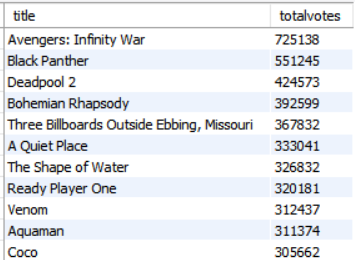 title totalvotes
Avengers: Infinity War 725138
Black Panther 551245
Deadpool 2 424573
Bohemian Rhapsody 392599
Three Billboards Outside Ebbing, Missouri 367832
A Quiet Place 333041
The Shape of Water 326832
Ready Player One 320181
Venom 312437
Aquaman 311374
Coco 305662